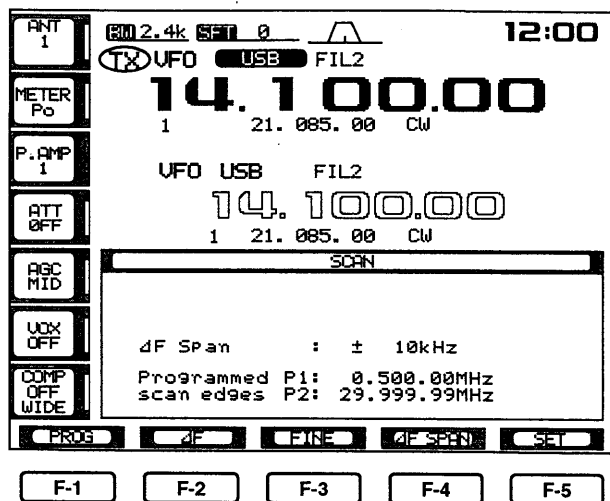 ANT
1
BW 2.4k SFT 0
12:00
TX VFO USB FIL2
METER
Po
14.100.00
1 21.085.00 CW
P.AMP
1
VFO USB FIL2
ATT
OFF
14.100.00
1 21.085.00 CW
AGC
MID
SCAN
VOX
OFF
⊿F Span : ± 10kHz
COMP
OFF
WIDE
Programmed P1: 0.500.00MHz
scan edges P2: 29.999.99MHz
PROG ⊿F FINE ⊿F SPAN SET
F-1 F-2 F-3 F-4 F-5